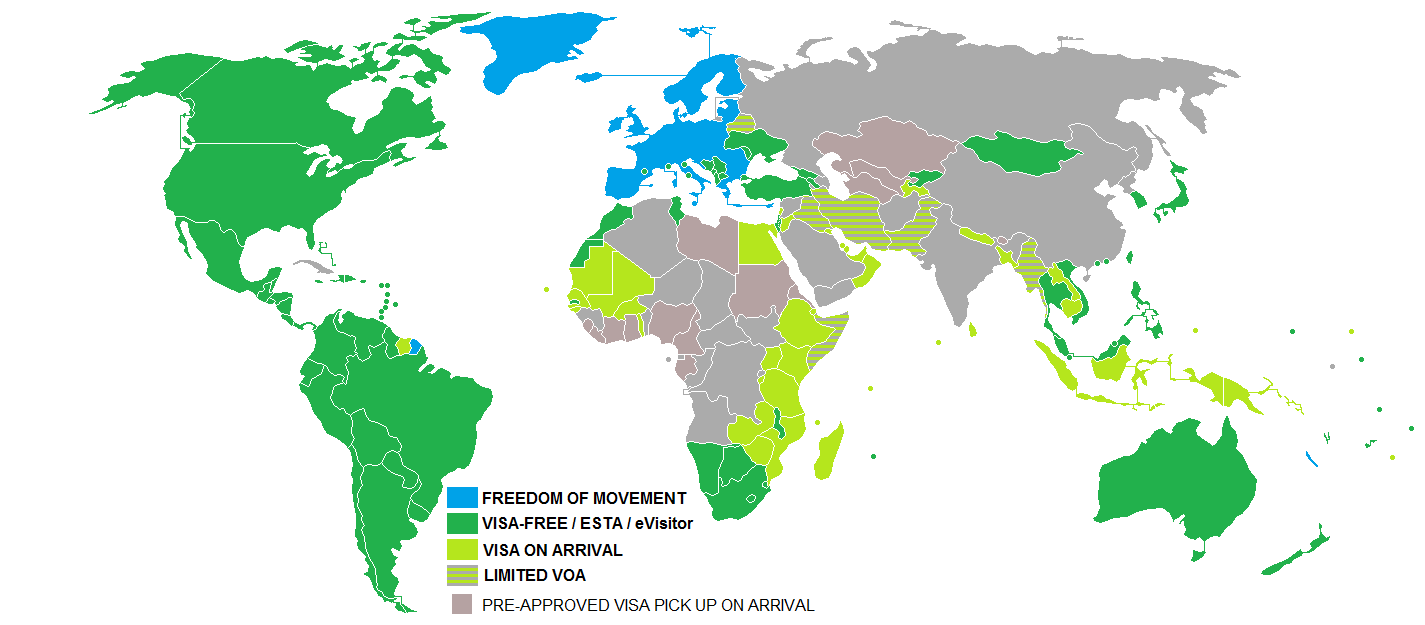 FREEDOM OF MOVEMENT
VISA-FREE / ESTA / eVisitor
VISA ON ARRIVAL
LIMITED VOA
PRE-APPROVED VISA PICK UP ON ARRIVAL